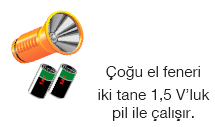 Çoğu el feneri
iki tane 1,5 V'luk
pil ile çalışır.